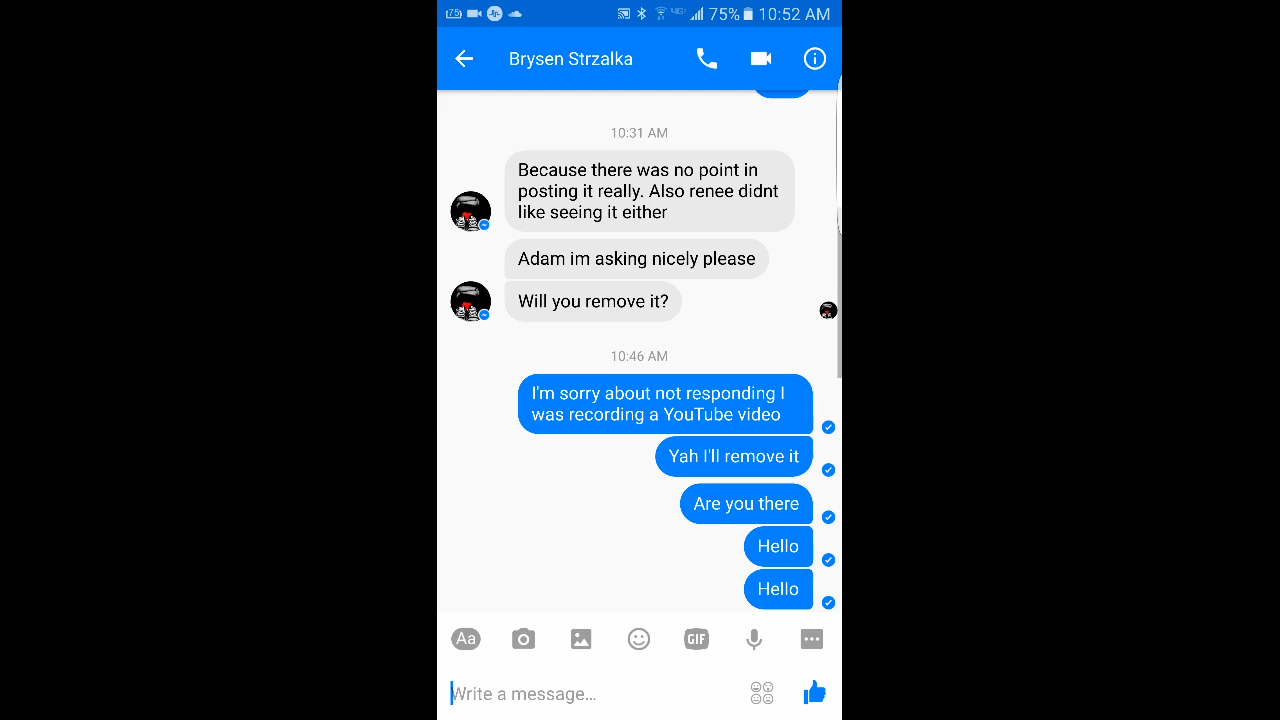 75 75% 10:52 AM
Brysen Strzalka
10:31 AM
Because there was no point in
posting it really. Also renee didnt
like seeing it either
Adam im asking nicely please
Will you remove it?
10:46 AM
I'm sorry about not responding I
was recording a YouTube video
Yah I'll remove it
Are you there
Hello
Hello
Aa GIF
Write a message...